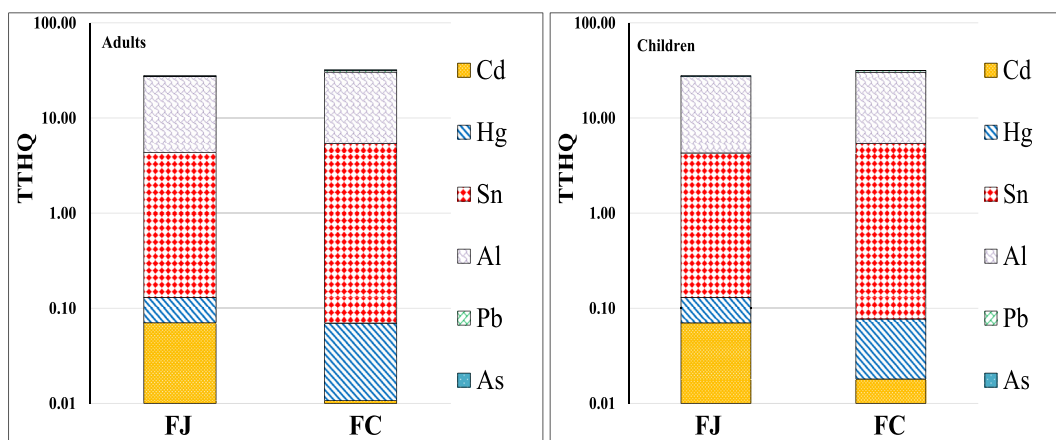 Adults
TTHQ
100.00
10.00
1.00
0.10
0.01
FJ
FC
Cd
Hg
Sn
Al
Pb
As
Children
TTHQ
100.00
10.00
1.00
0.10
0.01
FJ
FC
Cd
Hg
Sn
Al
Pb
As